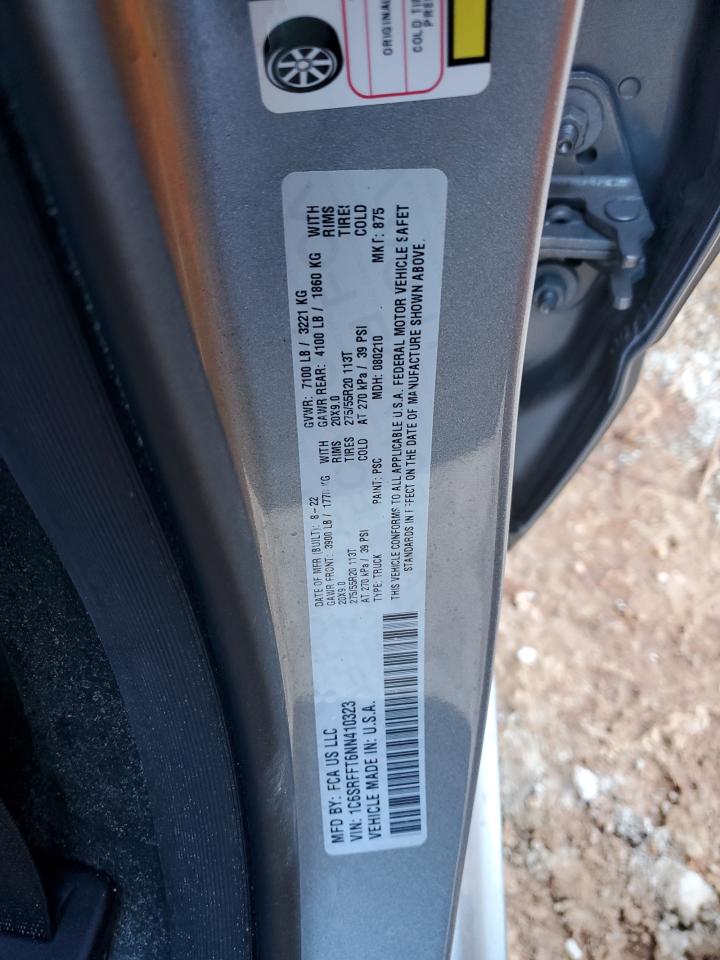 ORIGINAL
COLD TI
MFD BY: FCA US LLC
VIN: 1C6SRFFT6NN410323
VEHICLE MADE IN: U.S.A.
DATE OF MFR (BUILT): 8-22
GVWR: 7100 LB / 3221 KG
GAWR FRONT: 3900 LB / 1770 KG WITH
20X9.0 RIMS
275/55R20 113T TIRES
AT 270 kPa / 39 PSI COLD
GAWR REAR: 4100 LB / 1860 KG WITH
20X9.0 RIMS
275/55R20 113T TIRES
AT 270 kPa / 39 PSI COLD
TYPE: TRUCK PAINT: PSC MDH: 080210 MKT: 875
THIS VEHICLE CONFORMS TO ALL APPLICABLE U.S.A. FEDERAL MOTOR VEHICLE SAFET
STANDARDS IN EFFECT ON THE DATE OF MANUFACTURE SHOWN ABOVE.